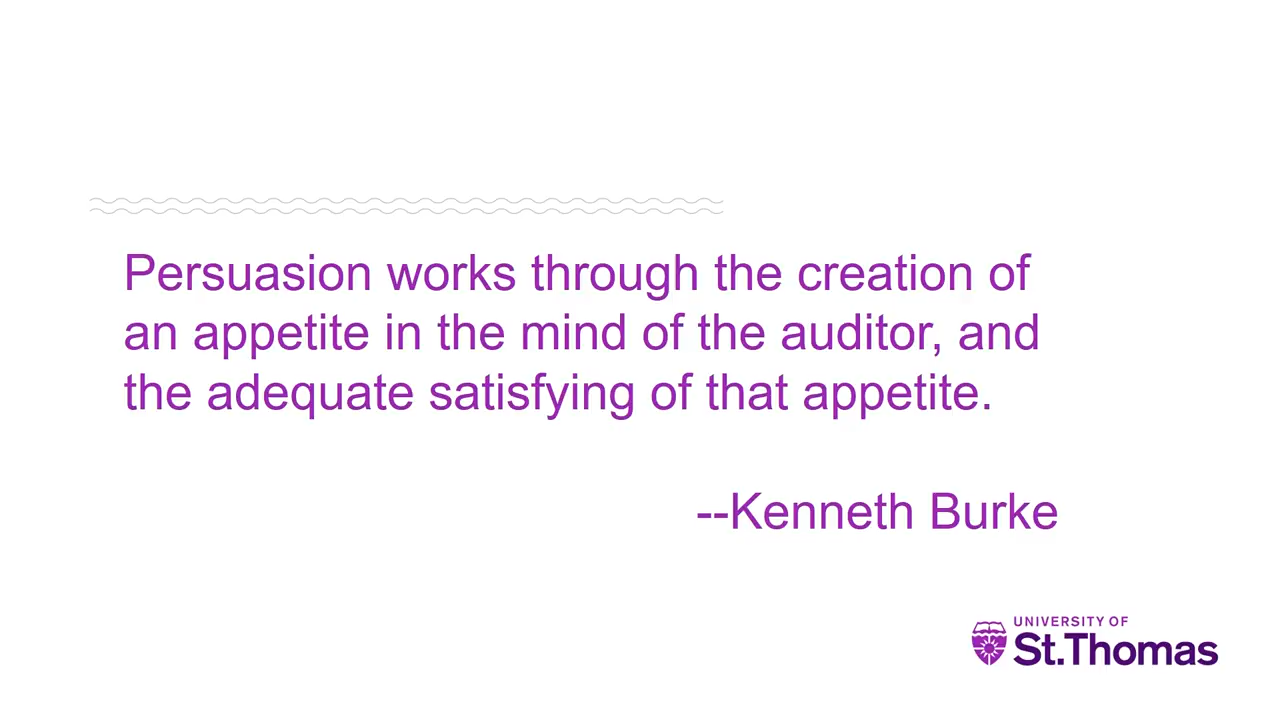 Persuasion works through the creation of
an appetite in the mind of the auditor, and
the adequate satisfying of that appetite.
--Kenneth Burke
UNIVERSITY OF
St.Thomas